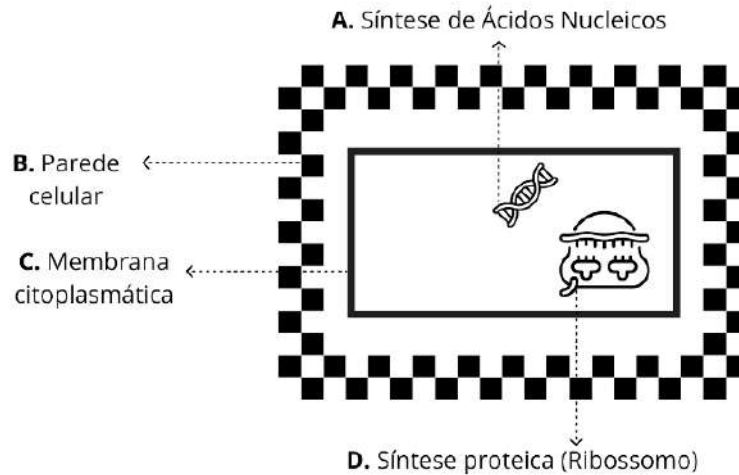 A. Síntese de Ácidos Nucleicos
B. Parede
celular
C. Membrana
citoplasmática
D. Síntese proteica (Ribossomo)